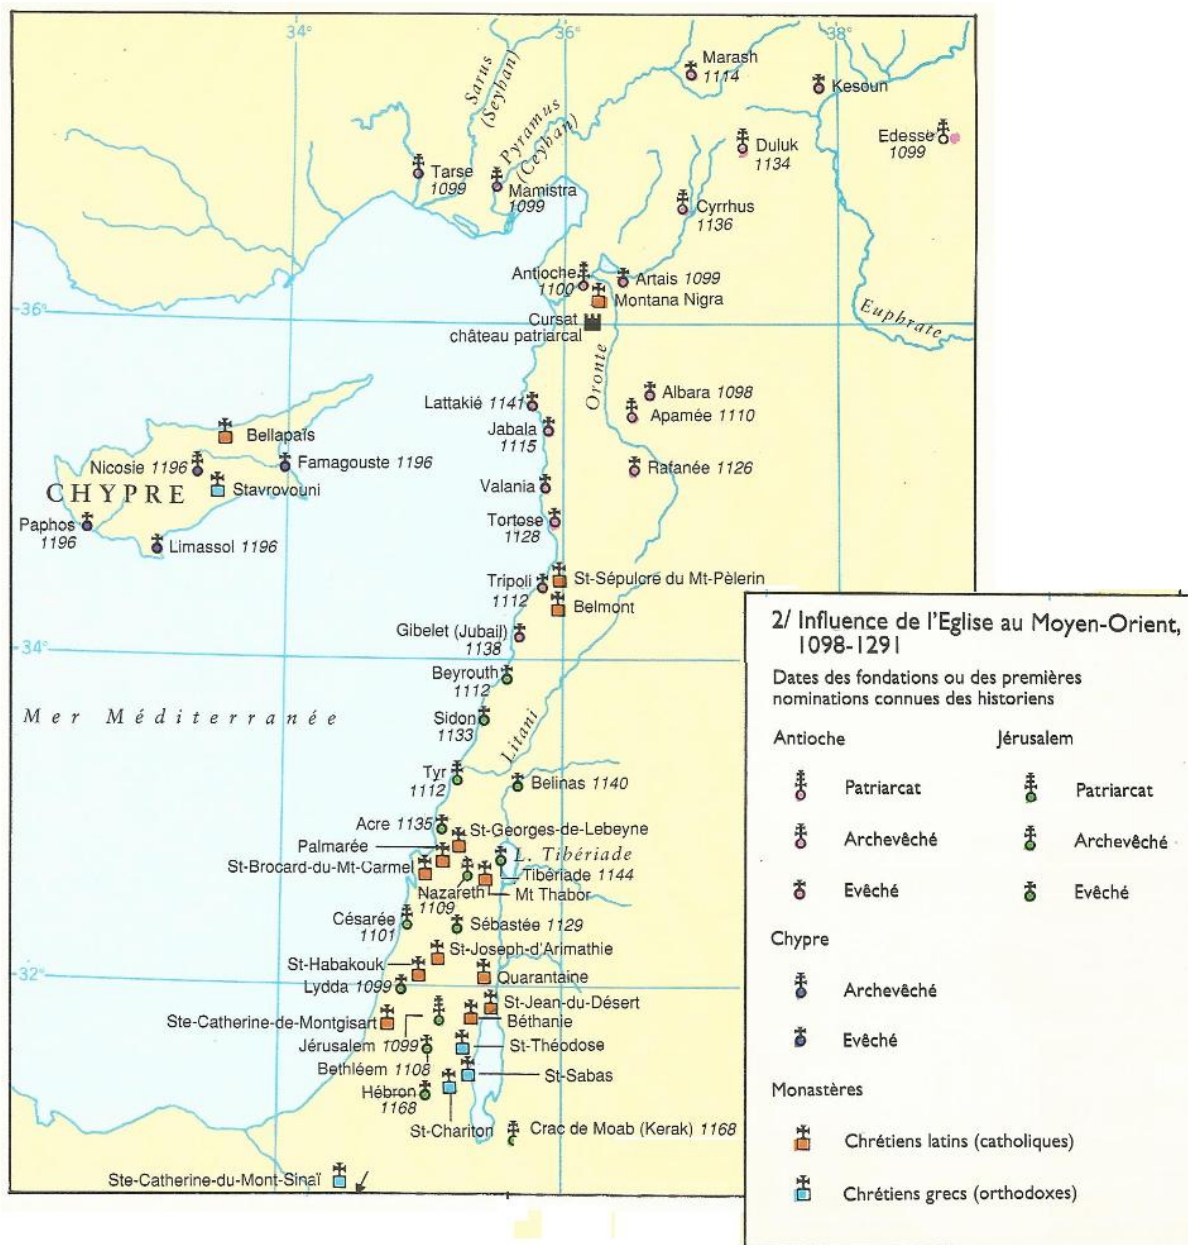 34°
36°
38°
Sarus
(Seyhan)
Pyramus
(Ceyhan)
Marash
1114
Kesoun
Edesse
1099
Duluk
1134
Tarse
1099
Mamistra
1099
Cyrrhus
1136
Antioche
1100
Artais 1099
Montana Nigra
36°
Cursat
château patriarcal
Euphrate
Oronte
Albara 1098
Lattakié 1141
Apamée 1110
Jabala
1115
Bellapaïs
Nicosie 1196
Famagouste 1196
Rafanée 1126
CHYPRE
Stavrovouni
Valania
Paphos
1196
Tortose
1128
Limassol 1196
Tripoli
1112
St-Sépulcre du Mt-Pèlerin
Belmont
Gibelet (Jubail)
1138
34°
Beyrouth
1112
Mer Méditerranée
Sidon
1133
Litani
Tyr
1112
Belinas 1140
Acre 1135
St-Georges-de-Lebeyne
Palmarée
L. Tibériade
St-Brocard-du-Mt-Carmel
Tibériade 1144
Nazareth
1109
Mt Thabor
Césarée
1101
Sébastée 1129
St-Joseph-d'Arimathie
St-Habakouk
32°
Quarantaine
Lydda 1099
St-Jean-du-Désert
Ste-Catherine-de-Montgisart
Béthanie
Jérusalem 1099
St-Théodose
Bethléem 1108
St-Sabas
Hébron
1168
St-Chariton
Crac de Moab (Kerak) 1168
Ste-Catherine-du-Mont-Sinaï
2/ Influence de l'Eglise au Moyen-Orient,
1098-1291
Dates des fondations ou des premières
nominations connues des historiens
Antioche
Jérusalem
Patriarcat
Patriarcat
Archevêché
Archevêché
Evêché
Evêché
Chypre
Archevêché
Evêché
Monastères
Chrétiens latins (catholiques)
Chrétiens grecs (orthodoxes)